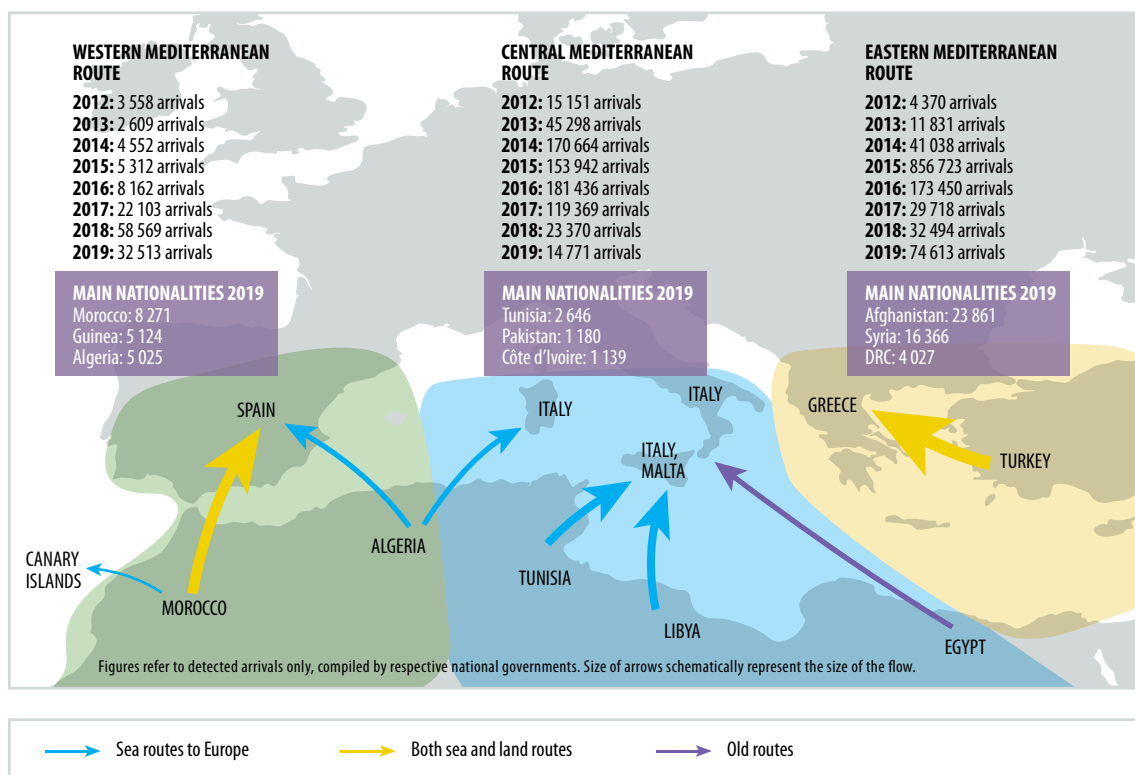 WESTERN MEDITERRANEAN
ROUTE
2012: 3 558 arrivals
2013: 2 609 arrivals
2014: 4 552 arrivals
2015: 5 312 arrivals
2016: 8 162 arrivals
2017: 22 103 arrivals
2018: 58 569 arrivals
2019: 32 513 arrivals
MAIN NATIONALITIES 2019
Morocco: 8 271
Guinea: 5 124
Algeria: 5 025
CENTRAL MEDITERRANEAN
ROUTE
2012: 15 151 arrivals
2013: 45 298 arrivals
2014: 170 664 arrivals
2015: 153 942 arrivals
2016: 181 436 arrivals
2017: 119 369 arrivals
2018: 23 370 arrivals
2019: 14 771 arrivals
MAIN NATIONALITIES 2019
Tunisia: 2 646
Pakistan: 1 180
Côte d'Ivoire: 1 139
EASTERN MEDITERRANEAN
ROUTE
2012: 4 370 arrivals
2013: 11 831 arrivals
2014: 41 038 arrivals
2015: 856 723 arrivals
2016: 173 450 arrivals
2017: 29 718 arrivals
2018: 32 494 arrivals
2019: 74 613 arrivals
MAIN NATIONALITIES 2019
Afghanistan: 23 861
Syria: 16 366
DRC: 4 027
SPAIN
ITALY
ITALY
GREECE
ITALY,
MALTA
TURKEY
ALGERIA
CANARY
ISLANDS
TUNISIA
MOROCCO
LIBYA
EGYPT
Figures refer to detected arrivals only, compiled by respective national governments. Size of arrows schematically represent the size of the flow.
Sea routes to Europe
Both sea and land routes
Old routes